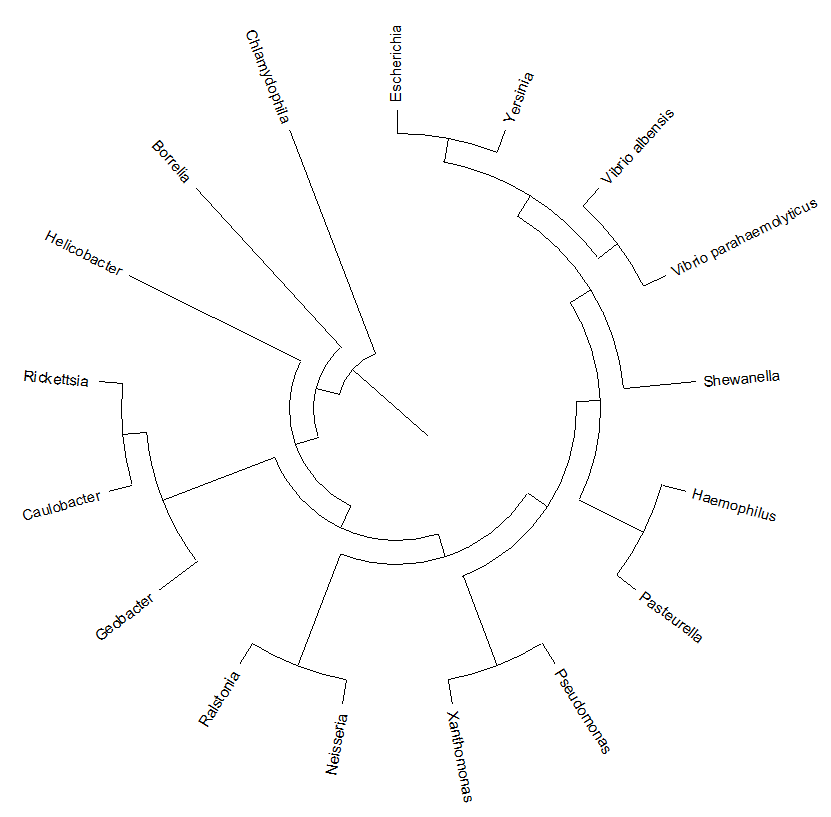 Escherichia
Yersinia
Vibrio albensis
Vibrio parahaemolyticus
Shewanella
Haemophilus
Pasteurella
Pseudomonas
Xanthomonas
Neisseria
Ralstonia
Geobacter
Caulobacter
Rickettsia
Helicobacter
Borrelia
Chlamydophila